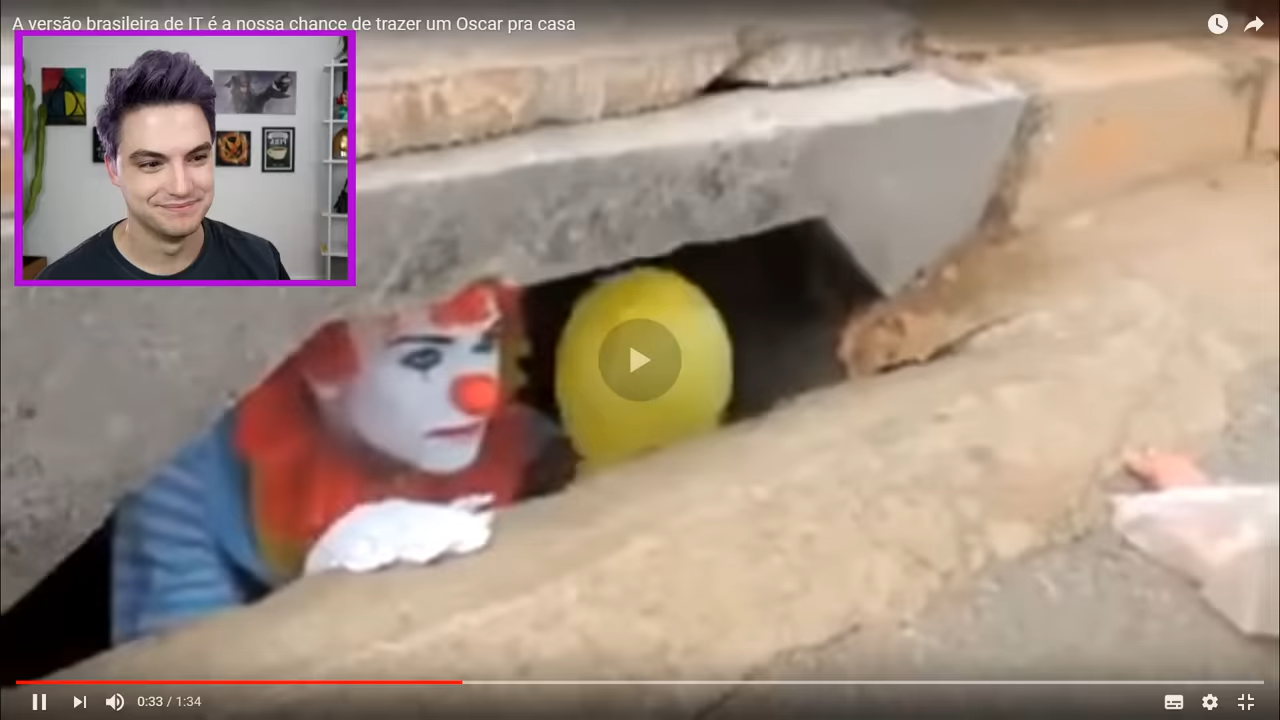 A versão brasileira de IT é a nossa chance de trazer um Oscar pra casa
0:33 / 1:34